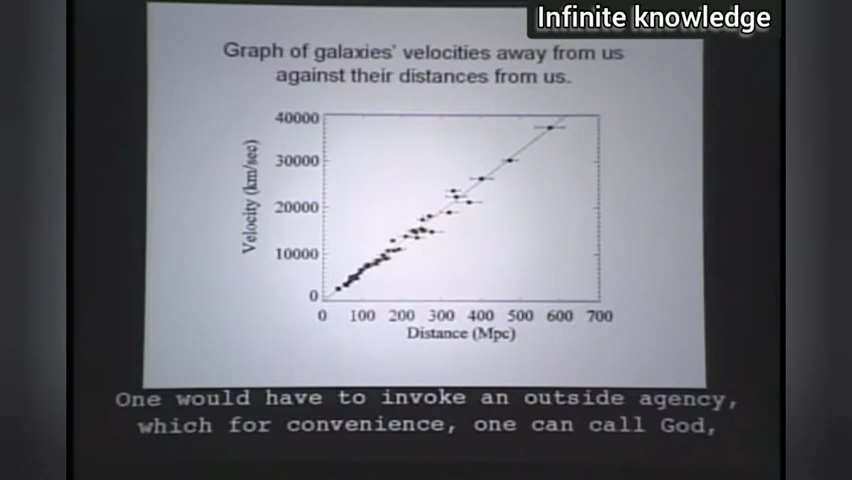 Infinite knowledge
Graph of galaxies' velocities away from us
against their distances from us.
40000
30000
20000
10000
0
Velocity (km/sec)
0 100 200 300 400 500 600 700
Distance (Mpc)
One would have to invoke an outside agency,
which for convenience, one can call God,